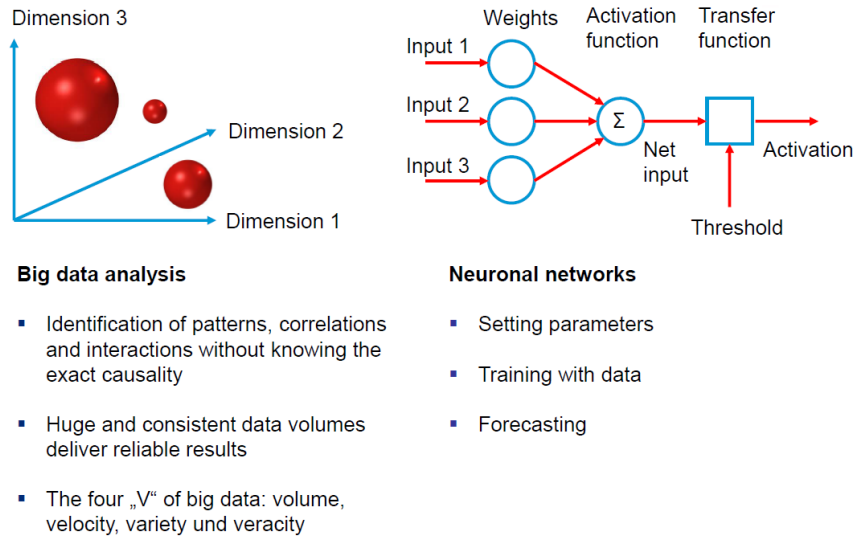 Dimension 3
Dimension 2
Dimension 1
Weights
Activation
function
Transfer
function
Input 1
Input 2
Input 3
Σ
Net
input
Activation
Threshold
Big data analysis
▪ Identification of patterns, correlations
and interactions without knowing the
exact causality
▪ Huge and consistent data volumes
deliver reliable results
▪ The four „V“ of big data: volume,
velocity, variety und veracity
Neuronal networks
▪ Setting parameters
▪ Training with data
▪ Forecasting